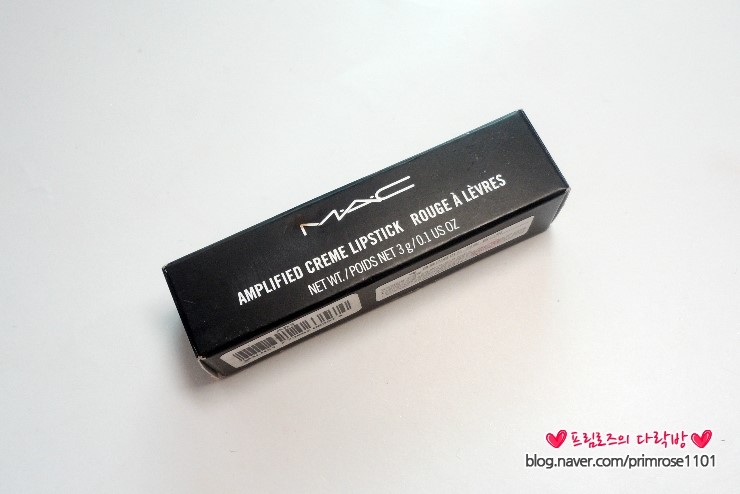 M·A·C
AMPLIFIED CREME LIPSTICK ROUGE À LÈVRES
NET WT./POIDS NET 3 g/0.1 US OZ
프림로즈의 다락방
blog.naver.com/primrose1101